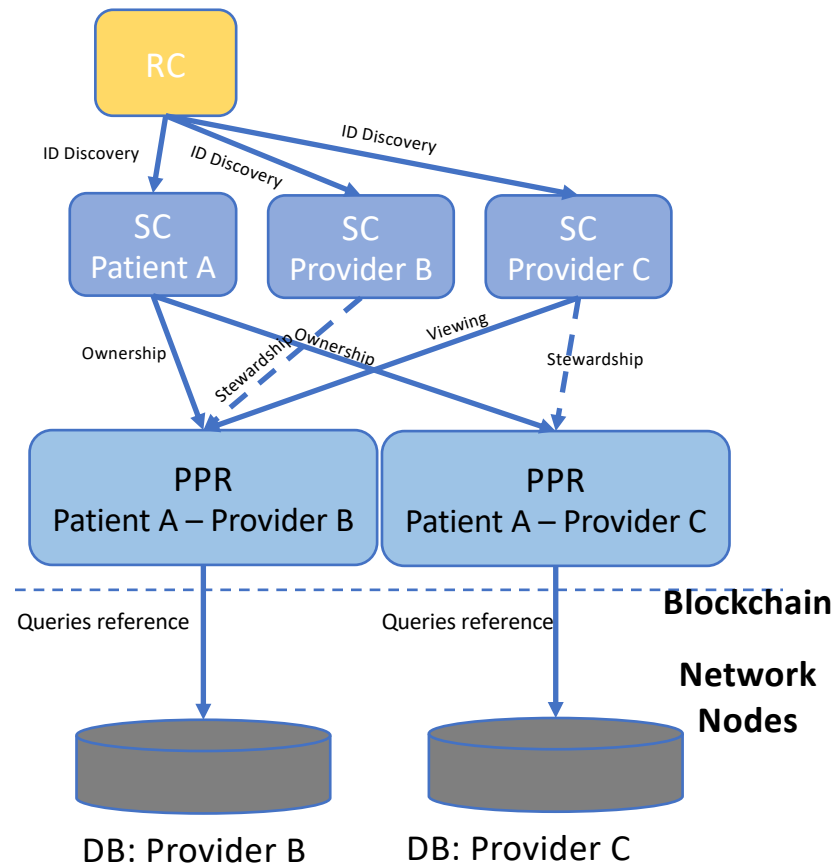 RC
ID Discovery
ID Discovery
ID Discovery
SC
Patient A
SC
Provider B
SC
Provider C
Ownership
Stewardship
Ownership
Viewing
Stewardship
PPR
Patient A – Provider B
PPR
Patient A – Provider C
Blockchain
Queries reference
Queries reference
Network
Nodes
DB: Provider B
DB: Provider C